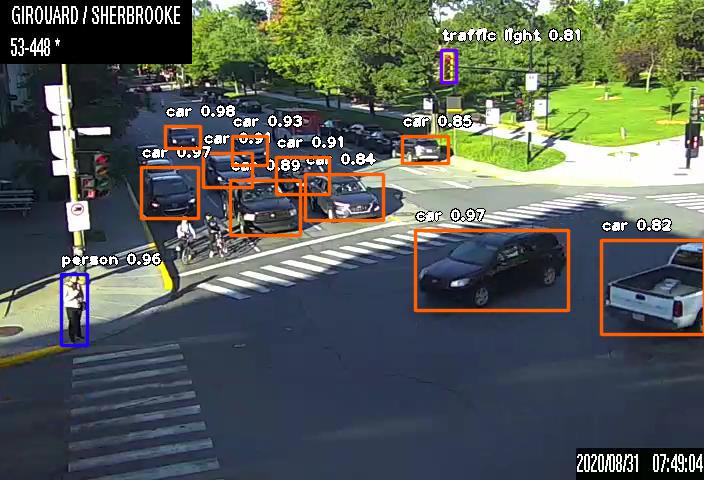 GIROUARD / SHERBROOKE
53-448 *
traffic light 0.81
car 0.98
car 0.93
car 0.85
car 0.91
car 0.91
car 0.97
car 0.89
car 0.84
car 0.97
car 0.82
person 0.96
2020/08/31 07:49:04